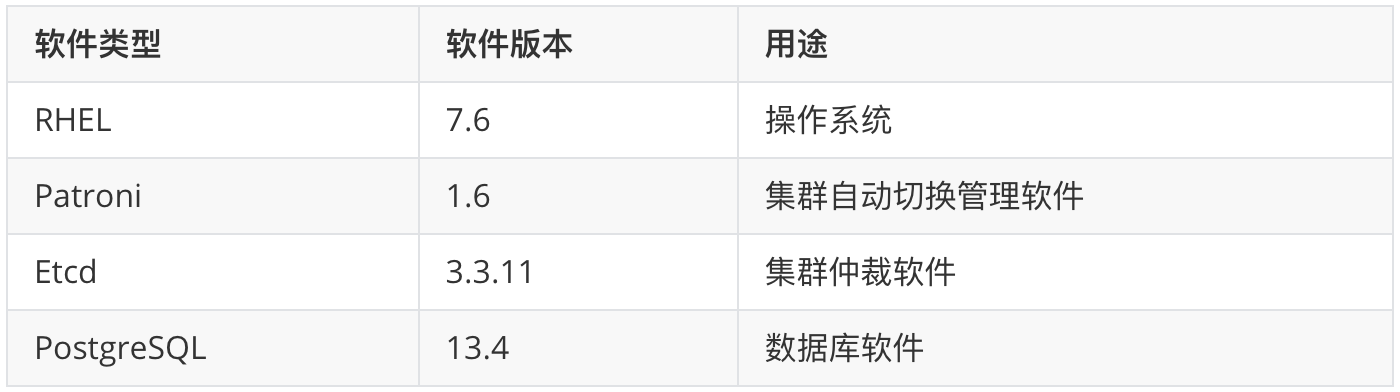 软件类型 软件版本 用途
RHEL 7.6 操作系统
Patroni 1.6 集群自动切换管理软件
Etcd 3.3.11 集群仲裁软件
PostgreSQL 13.4 数据库软件